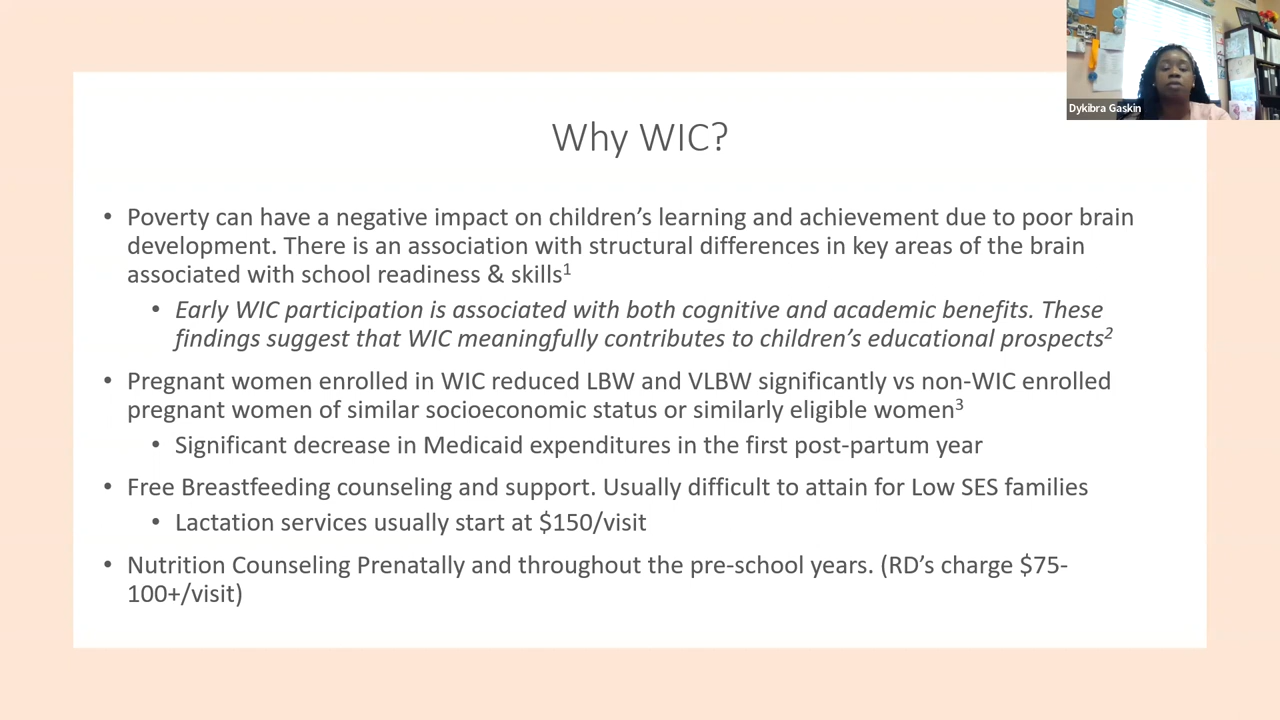 Dykibra Gaskin
Why WIC?
• Poverty can have a negative impact on children's learning and achievement due to poor brain
development. There is an association with structural differences in key areas of the brain
associated with school readiness & skills¹
• Early WIC participation is associated with both cognitive and academic benefits. These
findings suggest that WIC meaningfully contributes to children's educational prospects²
• Pregnant women enrolled in WIC reduced LBW and VLBW significantly vs non-WIC enrolled
pregnant women of similar socioeconomic status or similarly eligible women³
• Significant decrease in Medicaid expenditures in the first post-partum year
• Free Breastfeeding counseling and support. Usually difficult to attain for Low SES families
• Lactation services usually start at $150/visit
• Nutrition Counseling Prenatally and throughout the pre-school years. (RD's charge $75-
100+/visit)